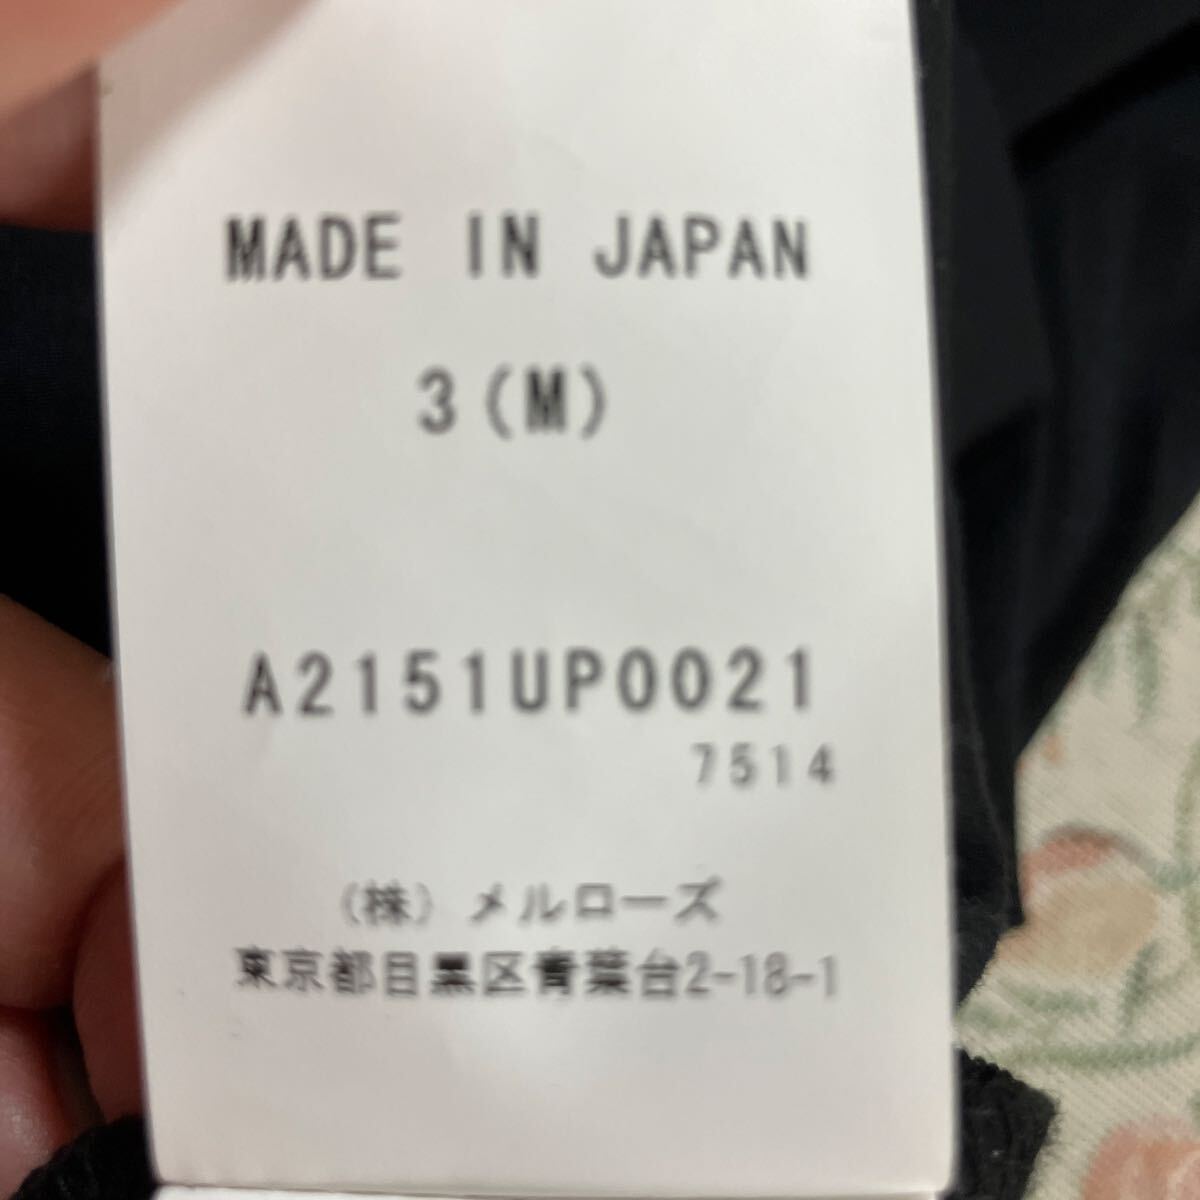 MADE IN JAPAN
3(M)
A2151UP0021
7514
(株)メルローズ
東京都目黒区青葉台2-18-1